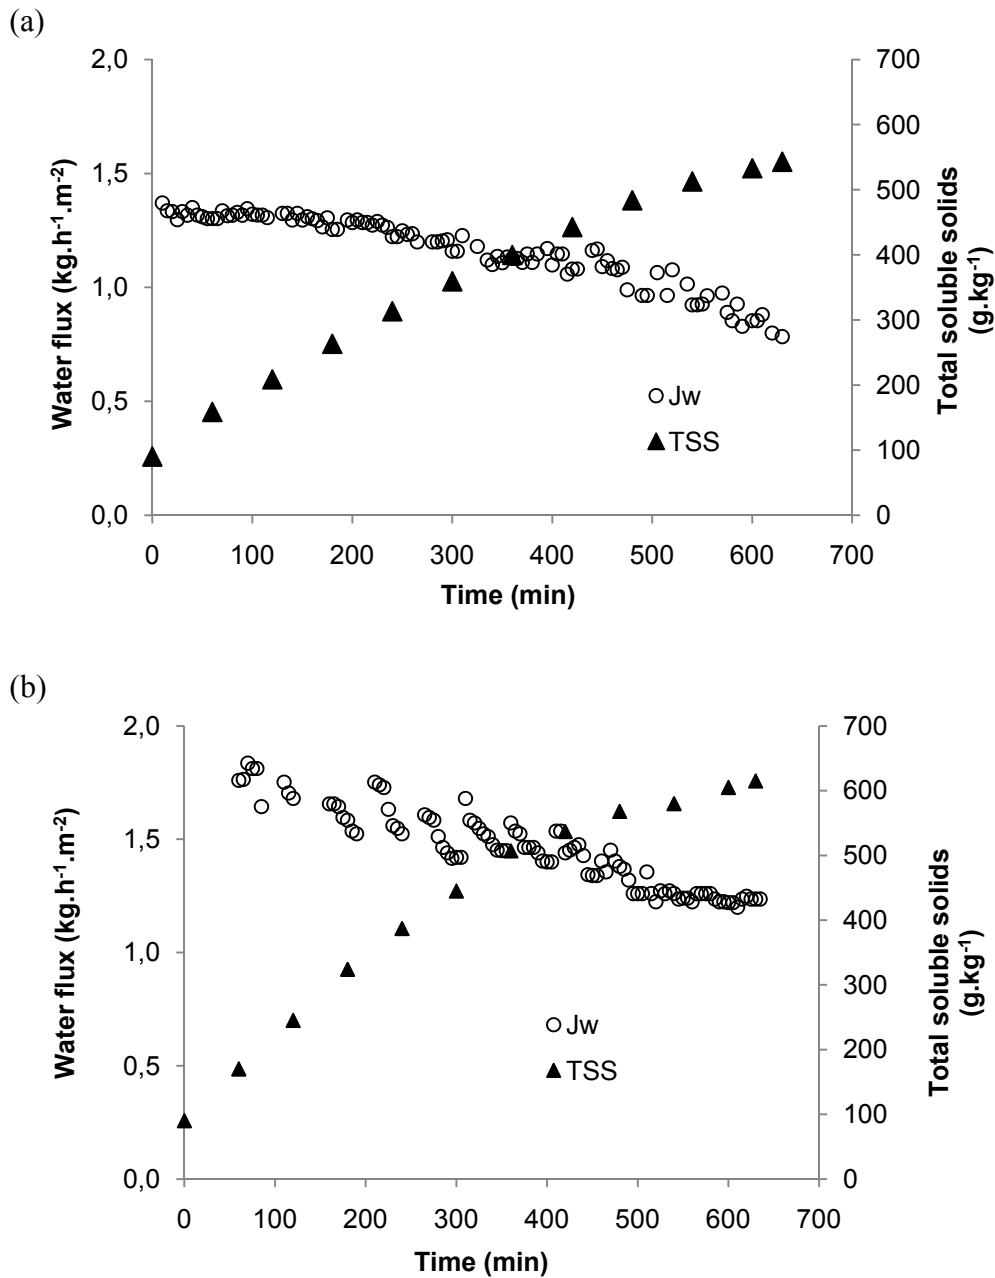 (a)
2,0
1,5
1,0
0,5
0,0
Water flux (kg.h-1.m-2)
700
600
500
400
300
200
100
0
Total soluble solids
(g.kg-1)
Jw
TSS
0 100 200 300 400 500 600 700
Time (min)
(b)
2,0
1,5
1,0
0,5
0,0
Water flux (kg.h-1.m-2)
700
600
500
400
300
200
100
0
Total soluble solids
(g.kg-1)
Jw
TSS
0 100 200 300 400 500 600 700
Time (min)